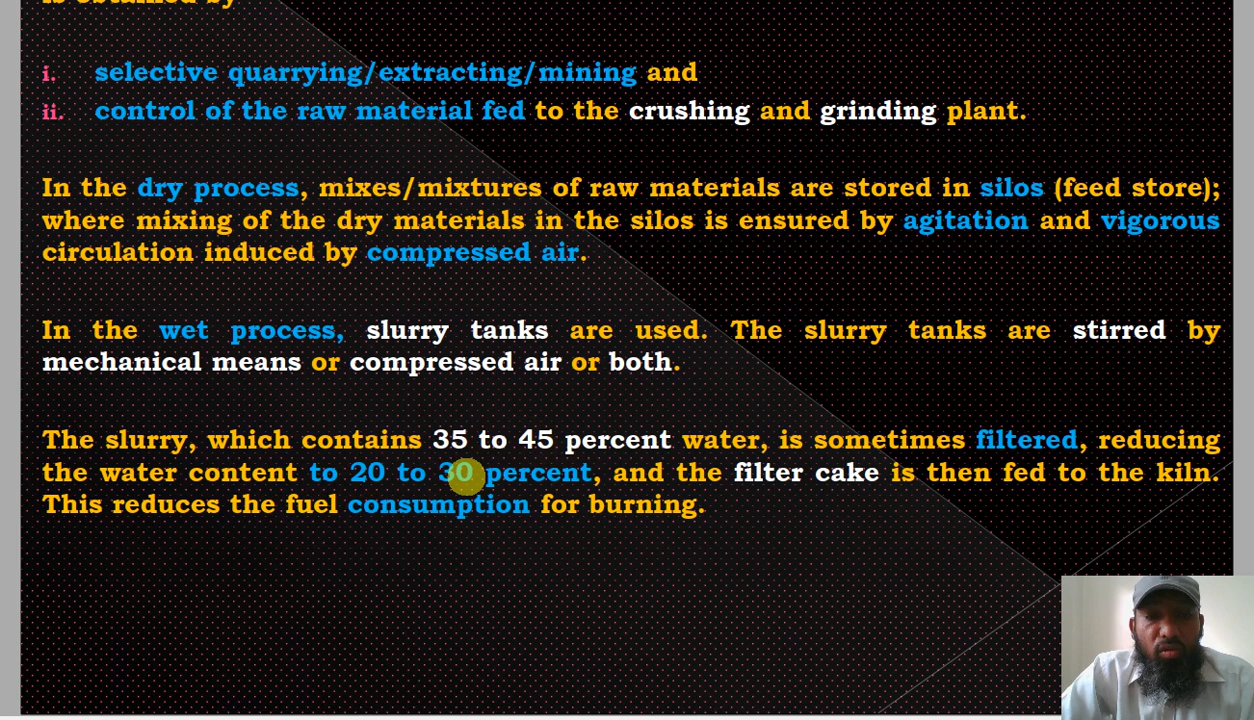 is obtained by
i. selective quarrying/extracting/mining and
ii. control of the raw material fed to the crushing and grinding plant.
In the dry process, mixes/mixtures of raw materials are stored in silos (feed store);
where mixing of the dry materials in the silos is ensured by agitation and vigorous
circulation induced by compressed air.
In the wet process, slurry tanks are used. The slurry tanks are stirred by
mechanical means or compressed air or both.
The slurry, which contains 35 to 45 percent water, is sometimes filtered, reducing
the water content to 20 to 30 percent, and the filter cake is then fed to the kiln.
This reduces the fuel consumption for burning.